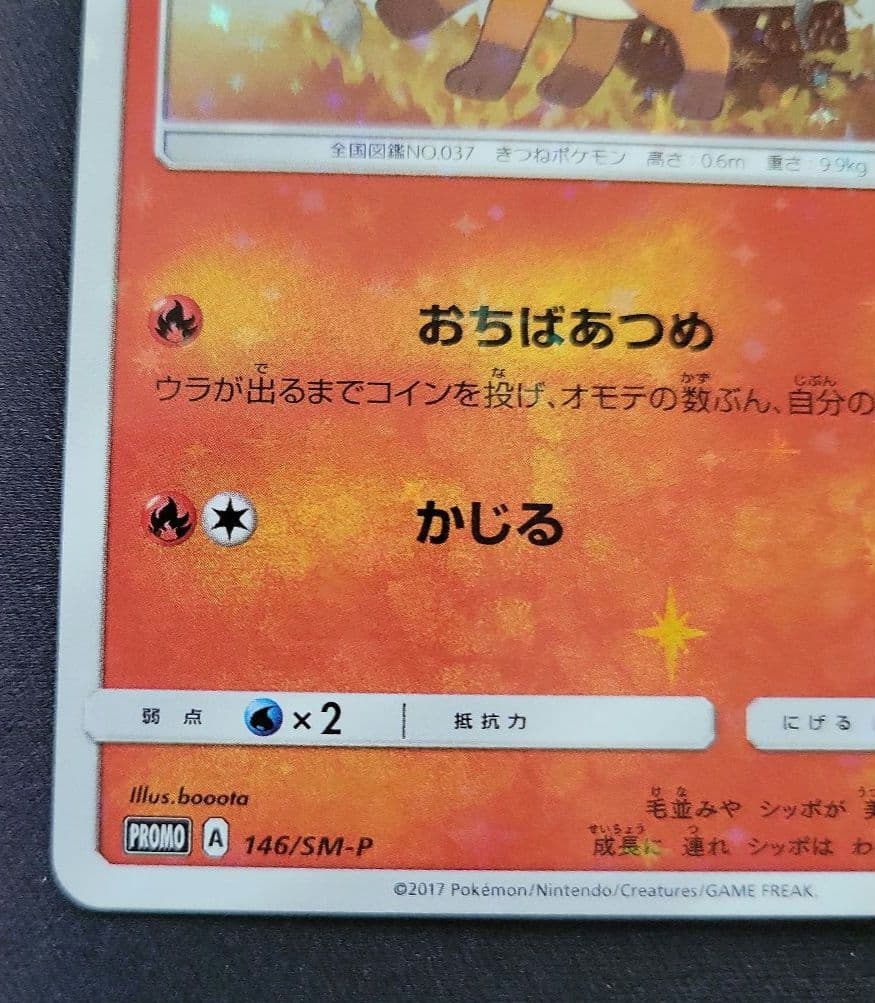 全国図鑑NO.037 きつねポケモン 高さ：0.6m 重さ：9.9kg
おちばあつめ
ウラが出るまでコインを投げ、オモテの数ぶん、自分の
かじる
弱点 ×2 抵抗力 にげる
Illus.booota
毛並みや シッポが 美
PROMO A 146/SM-P
成長に 連れ シッポは わ
©2017 Pokémon/Nintendo/Creatures/GAME FREAK.